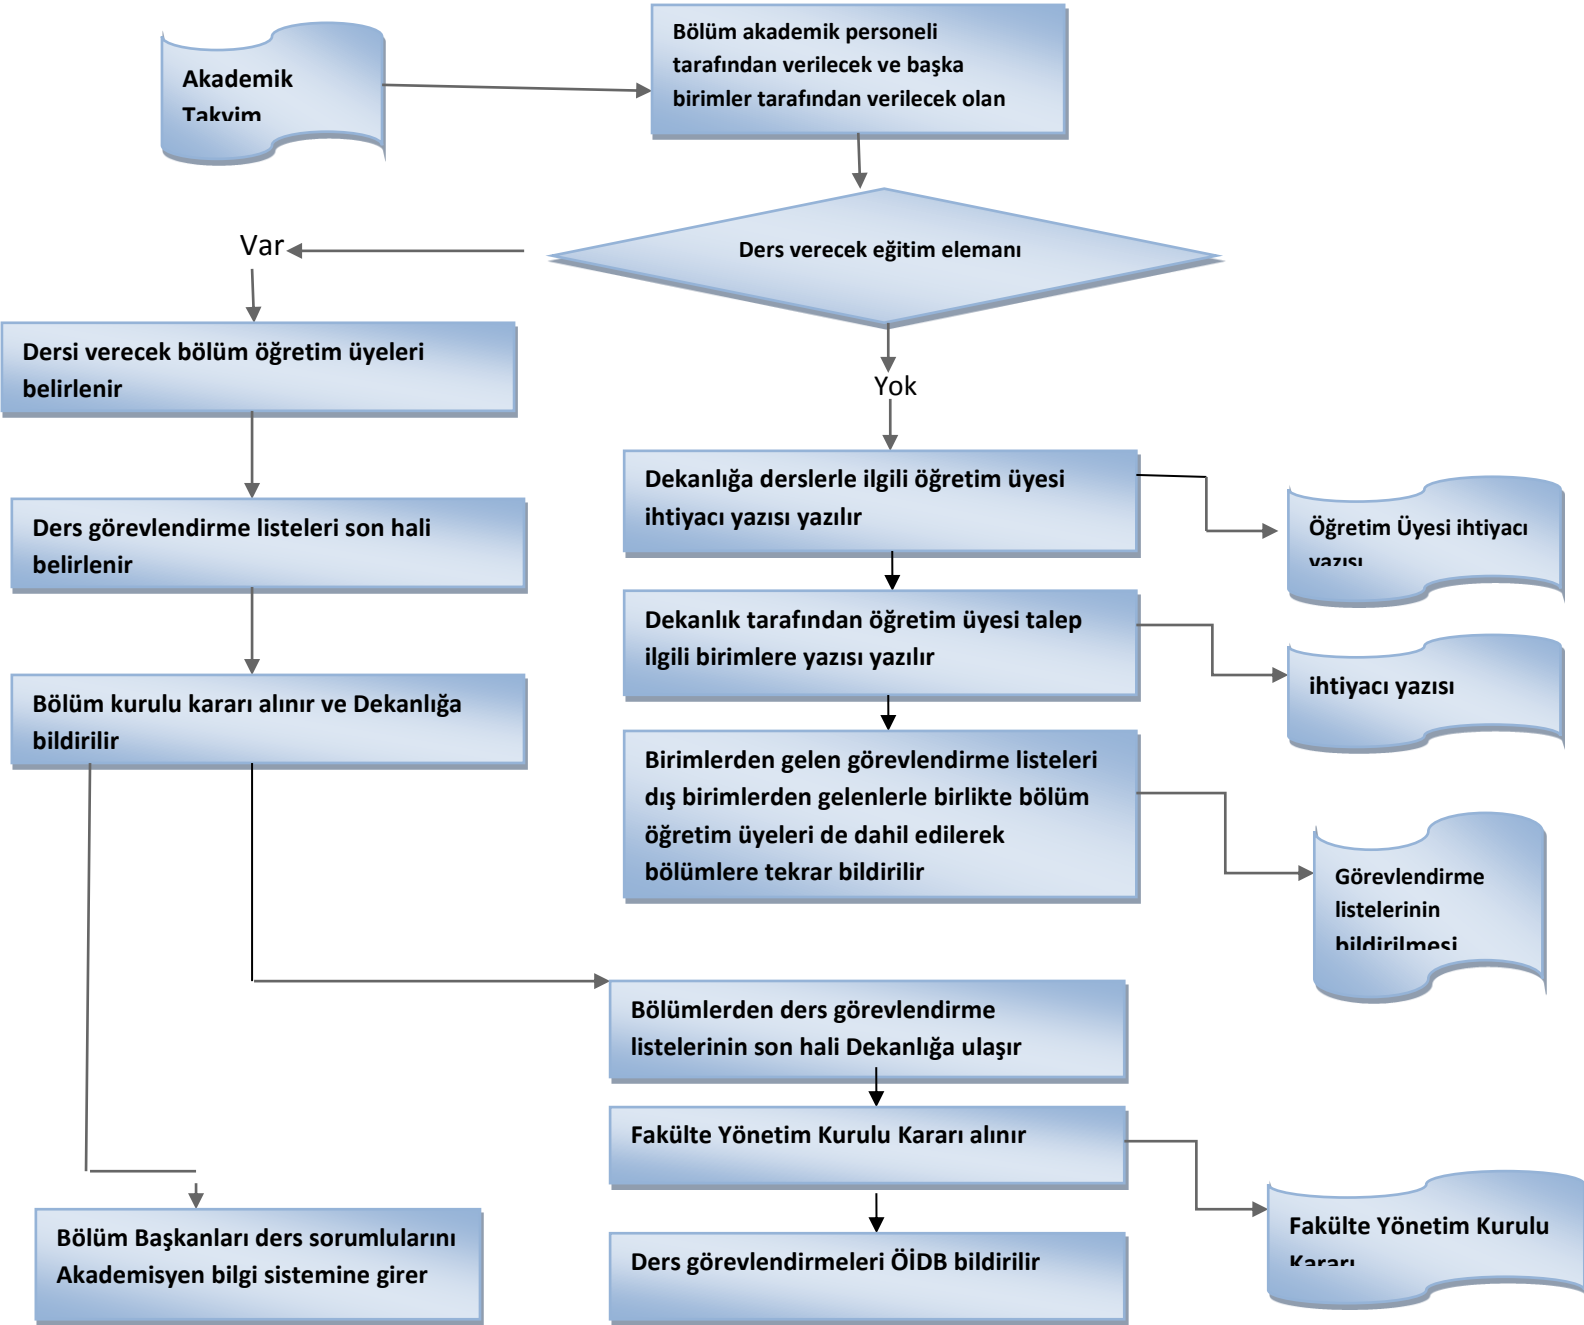 Akademik
Takvim
Bölüm akademik personeli
tarafından verilecek ve başka
birimler tarafından verilecek olan
Ders verecek eğitim elemanı
Var
Yok
Dersi verecek bölüm öğretim üyeleri
belirlenir
Ders görevlendirme listeleri son hali
belirlenir
Bölüm kurulu kararı alınır ve Dekanlığa
bildirilir
Dekanlığa derslerle ilgili öğretim üyesi
ihtiyacı yazısı yazılır
Öğretim Üyesi ihtiyacı
yazısı
Dekanlık tarafından öğretim üyesi talep
ilgili birimlere yazısı yazılır
ihtiyacı yazısı
Birimlerden gelen görevlendirme listeleri
dış birimlerden gelenlerle birlikte bölüm
öğretim üyeleri de dahil edilerek
bölümlere tekrar bildirilir
Görevlendirme
listelerinin
bildirilmesi
Bölümlerden ders görevlendirme
listelerinin son hali Dekanlığa ulaşır
Fakülte Yönetim Kurulu Kararı alınır
Fakülte Yönetim Kurulu
Kararı
Bölüm Başkanları ders sorumlularını
Akademisyen bilgi sistemine girer
Ders görevlendirmeleri ÖİDB bildirilir